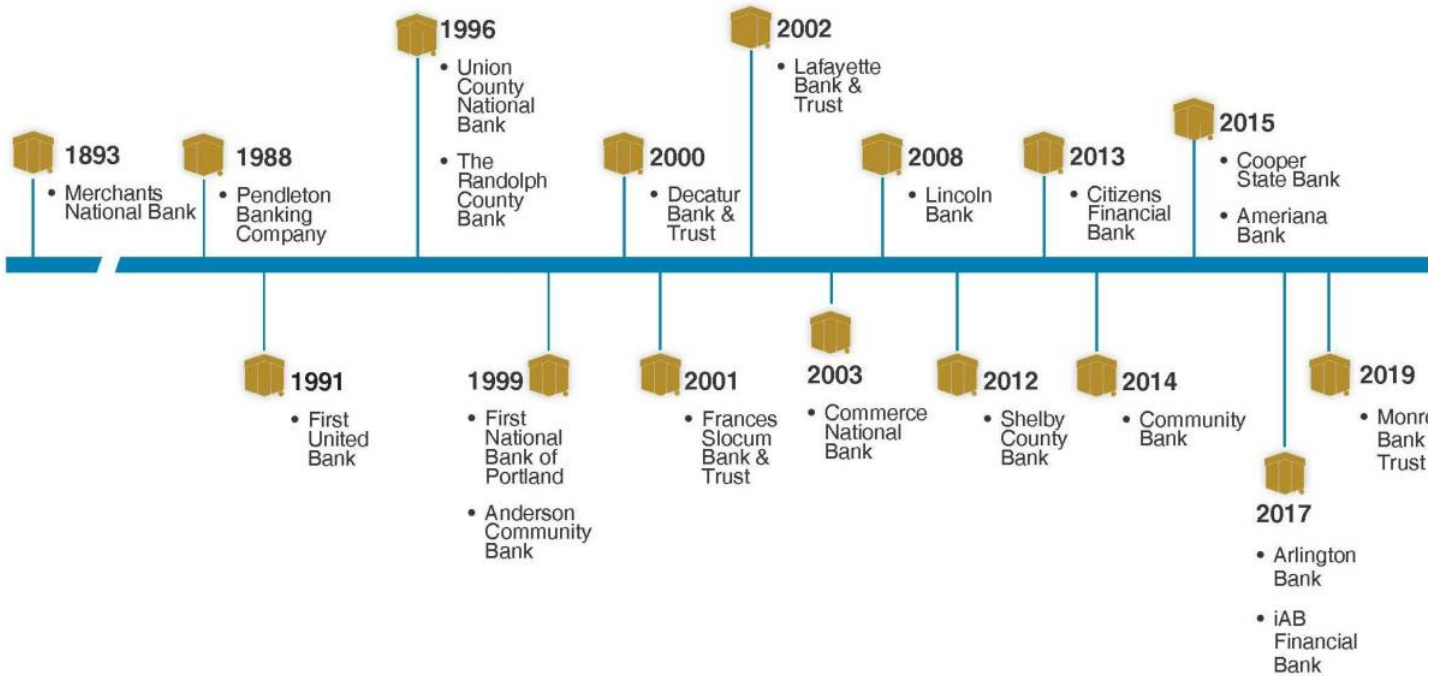 1893
• Merchants
National Bank
1988
• Pendleton
Banking
Company
1991
• First
United
Bank
1996
• Union
County
National
Bank
• The
Randolph
County
Bank
1999
• First
National
Bank of
Portland
• Anderson
Community
Bank
2000
• Decatur
Bank &
Trust
2001
• Frances
Slocum
Bank &
Trust
2002
• Lafayette
Bank &
Trust
2003
• Commerce
National
Bank
2008
• Lincoln
Bank
2012
• Shelby
County
Bank
2013
• Citizens
Financial
Bank
2014
• Community
Bank
2015
• Cooper
State Bank
• Ameriana
Bank
2017
• Arlington
Bank
• iAB
Financial
Bank
2019
• Bank
Trust